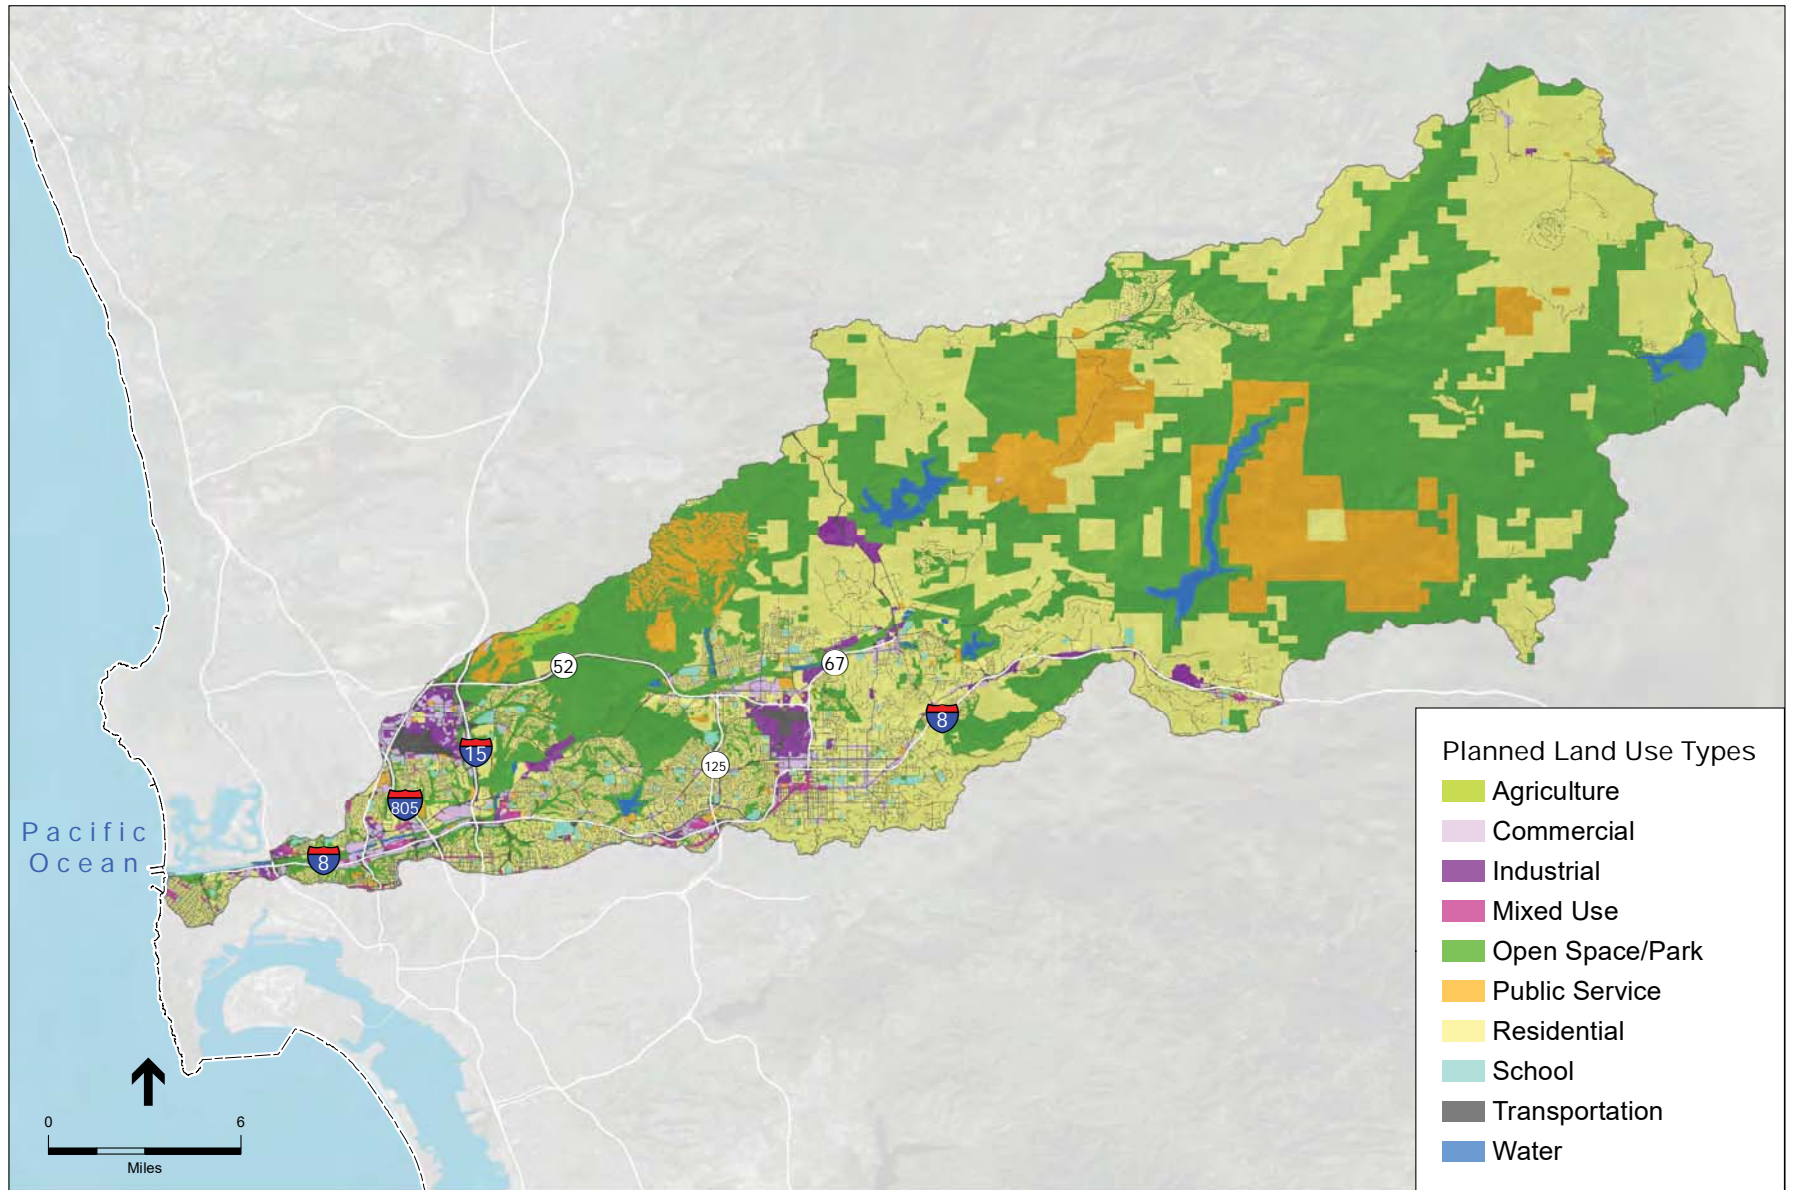 52
67
8
15
125
805
8
Pacific
Ocean
0 6
Miles
Planned Land Use Types
Agriculture
Commercial
Industrial
Mixed Use
Open Space/Park
Public Service
Residential
School
Transportation
Water